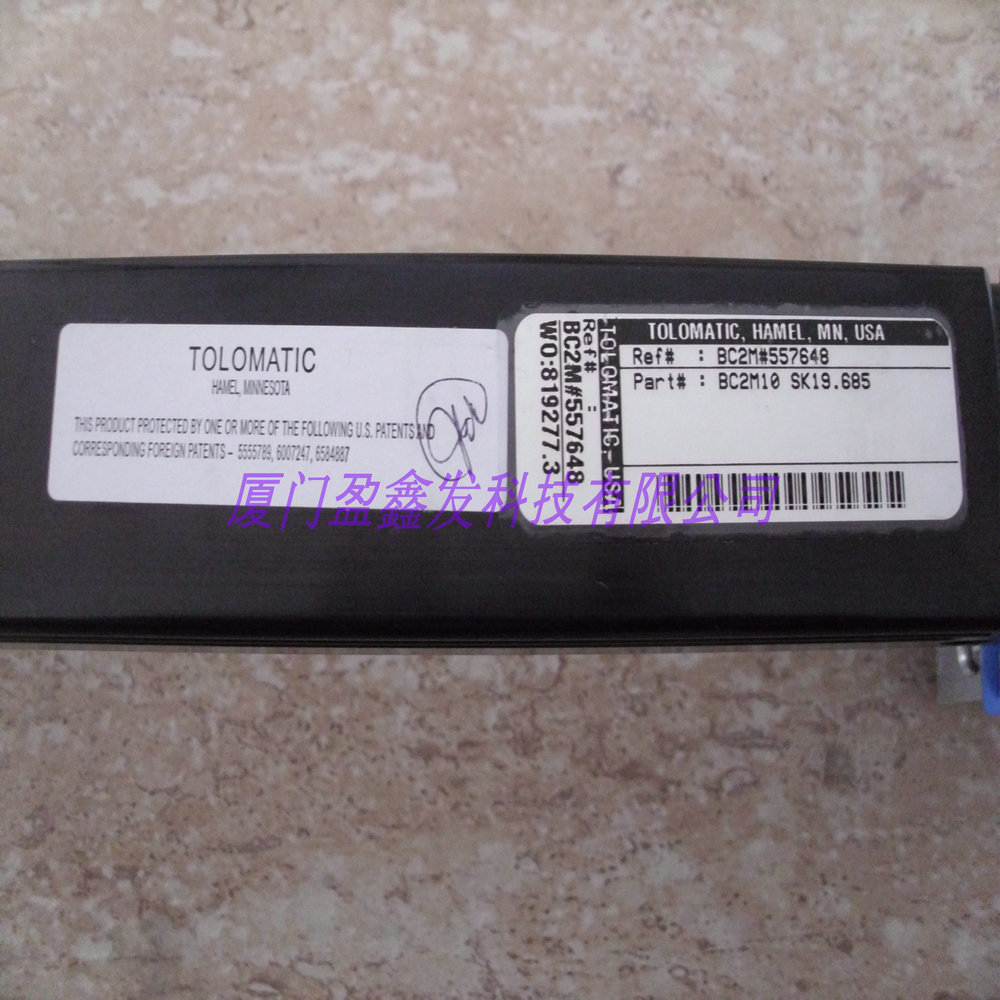 TOLOMATIC
HAMEL, MINNESOTA
THIS PRODUCT PROTECTED BY ONE OR MORE OF THE FOLLOWING U.S. PATENTS AND
CORRESPONDING FOREIGN PATENTS – 5555789, 6007247, 6584887
TOLOMATIC, HAMEL, MN, USA
Ref# : BC2M#557648
Part# : BC2M10 SK19.685
TOLOMATIC-USA
Ref# :
BC2M#557648
WO:819277.3
厦门盈鑫发科技有限公司